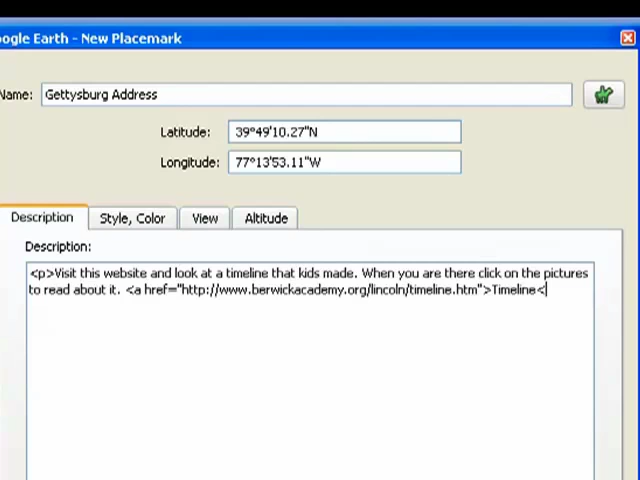 oogle Earth - New Placemark
Name: Gettysburg Address
Latitude: 39°49'10.27"N
Longitude: 77°13'53.11"W
Description Style, Color View Altitude
Description:
<p>Visit this website and look at a timeline that kids made. When you are there click on the pictures
to read about it. <a href="http://www.berwickacademy.org/lincoln/timeline.htm">Timeline<